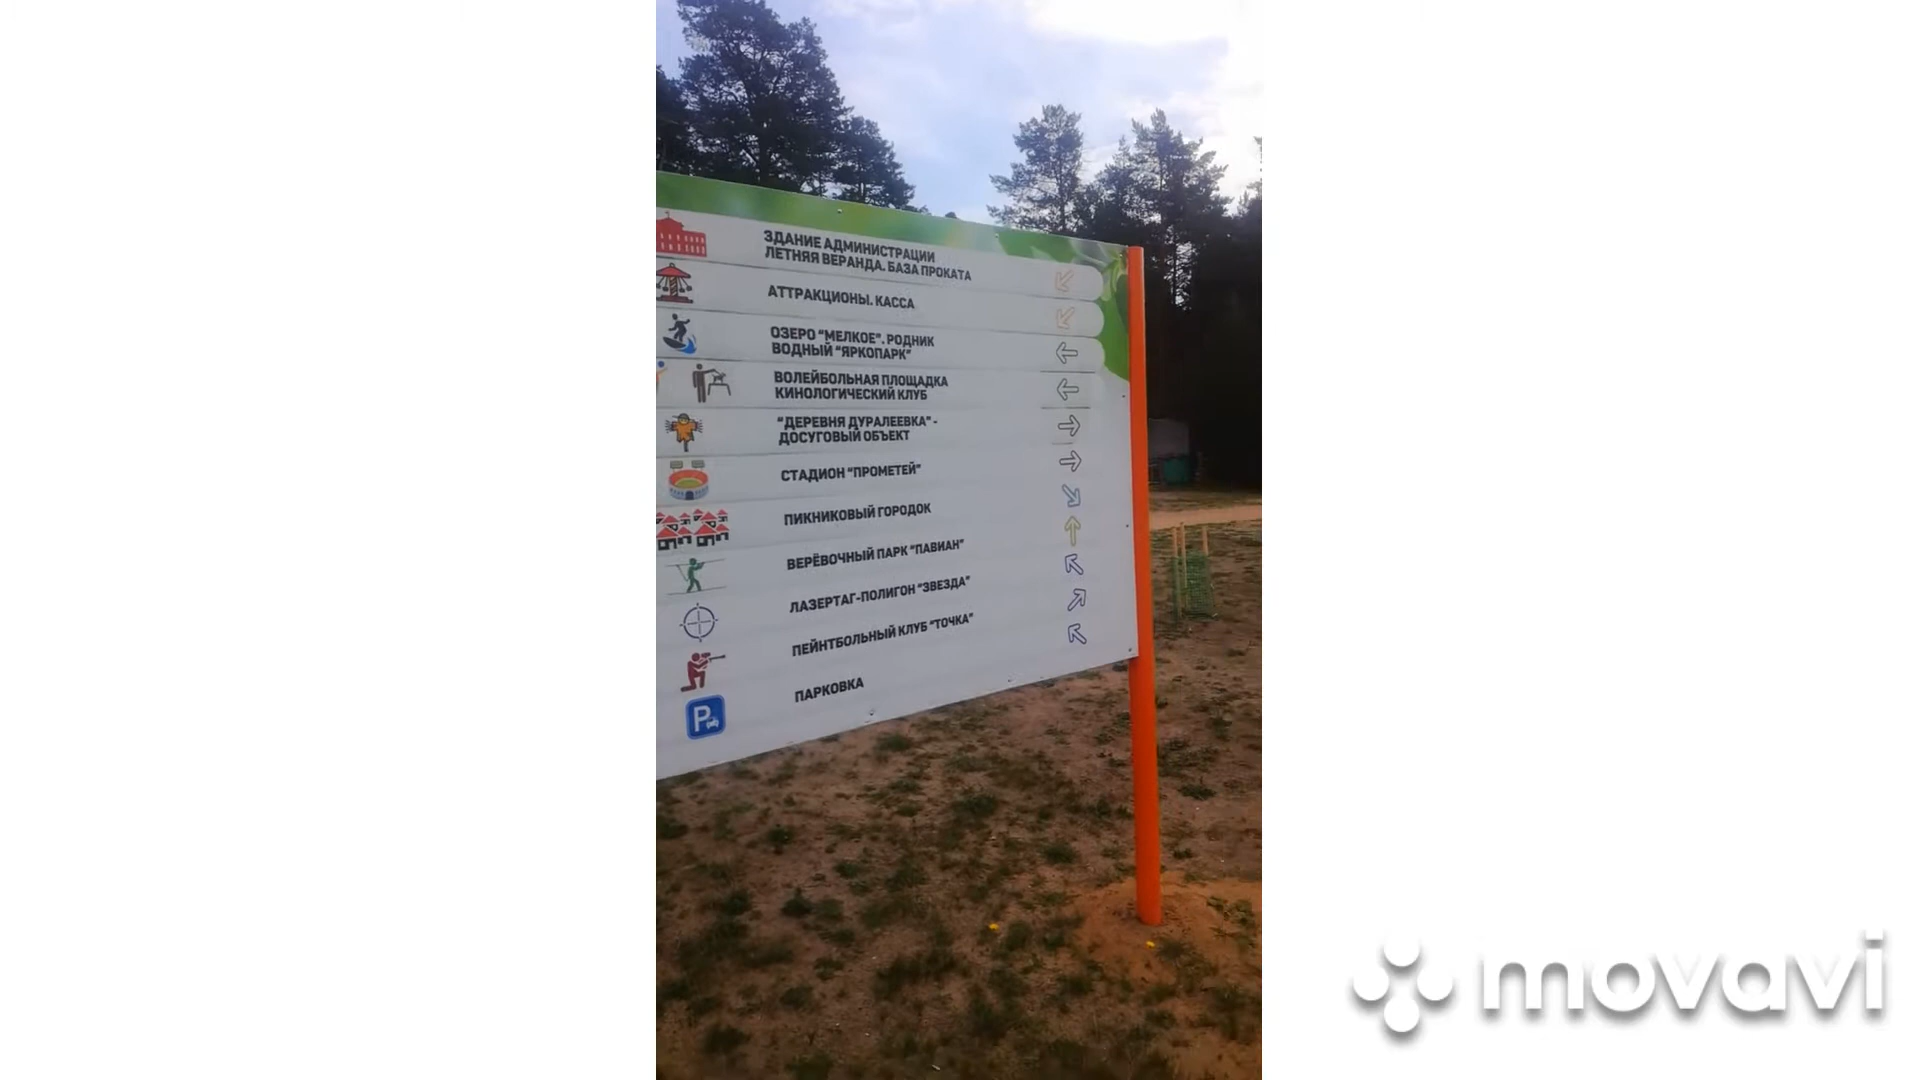 ЗДАНИЕ АДМИНИСТРАЦИИ
ЛЕТНЯЯ ВЕРАНДА. БАЗА ПРОКАТА
АТТРАКЦИОНЫ. КАССА
ОЗЕРО "МЕЛКОЕ". РОДНИК
ВОДНЫЙ "ЯРКОПАРК"
ВОЛЕЙБОЛЬНАЯ ПЛОЩАДКА
КИНОЛОГИЧЕСКИЙ КЛУБ
"ДЕРЕВНЯ ДУРАЛЕЕВКА" -
ДОСУГОВЫЙ ОБЪЕКТ
СТАДИОН "ПРОМЕТЕЙ"
ПИКНИКОВЫЙ ГОРОДОК
ВЕРЁВОЧНЫЙ ПАРК "ПАВИАН"
ЛАЗЕРТАГ-ПОЛИГОН "ЗВЕЗДА"
ПЕЙНТБОЛЬНЫЙ КЛУБ "ТОЧКА"
P
ПАРКОВКА
movavi